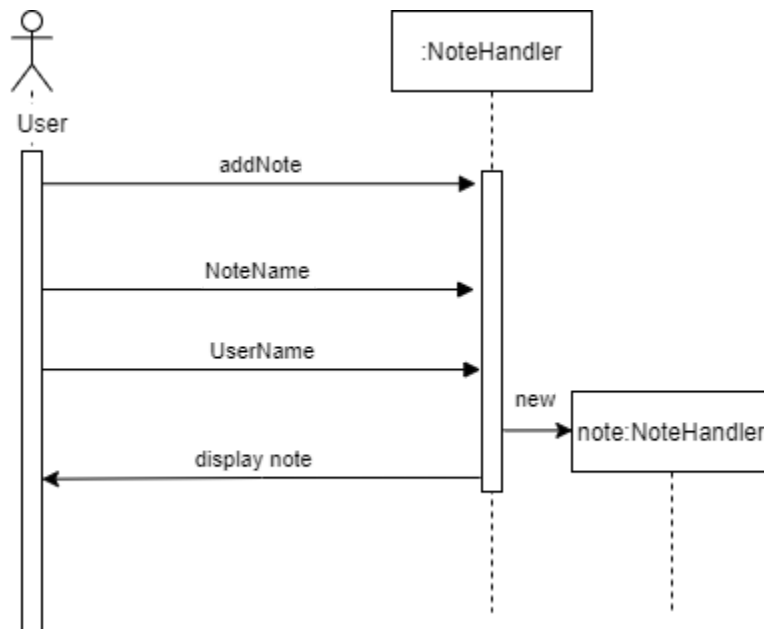 :NoteHandler
User
addNote
NoteName
UserName
new
note:NoteHandler
display note